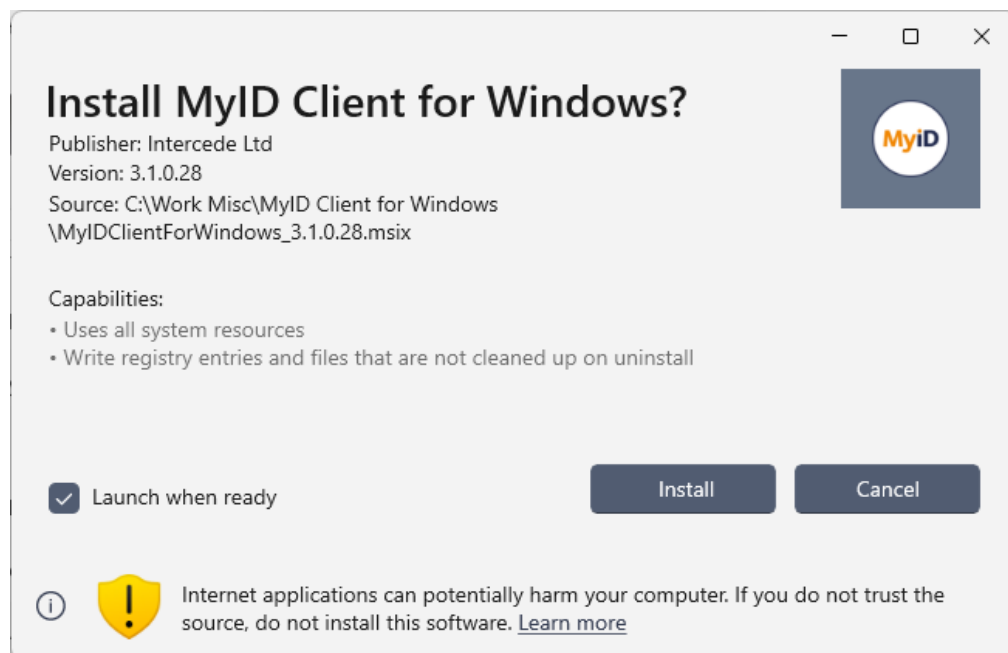 Install MyID Client for Windows?
MyiD
Publisher: Intercede Ltd
Version: 3.1.0.28
Source: C:\Work Misc\MyID Client for Windows
\MyIDClientForWindows_3.1.0.28.msix
Capabilities:
• Uses all system resources
• Write registry entries and files that are not cleaned up on uninstall
Launch when ready
Install
Cancel
Internet applications can potentially harm your computer. If you do not trust the
source, do not install this software. Learn more